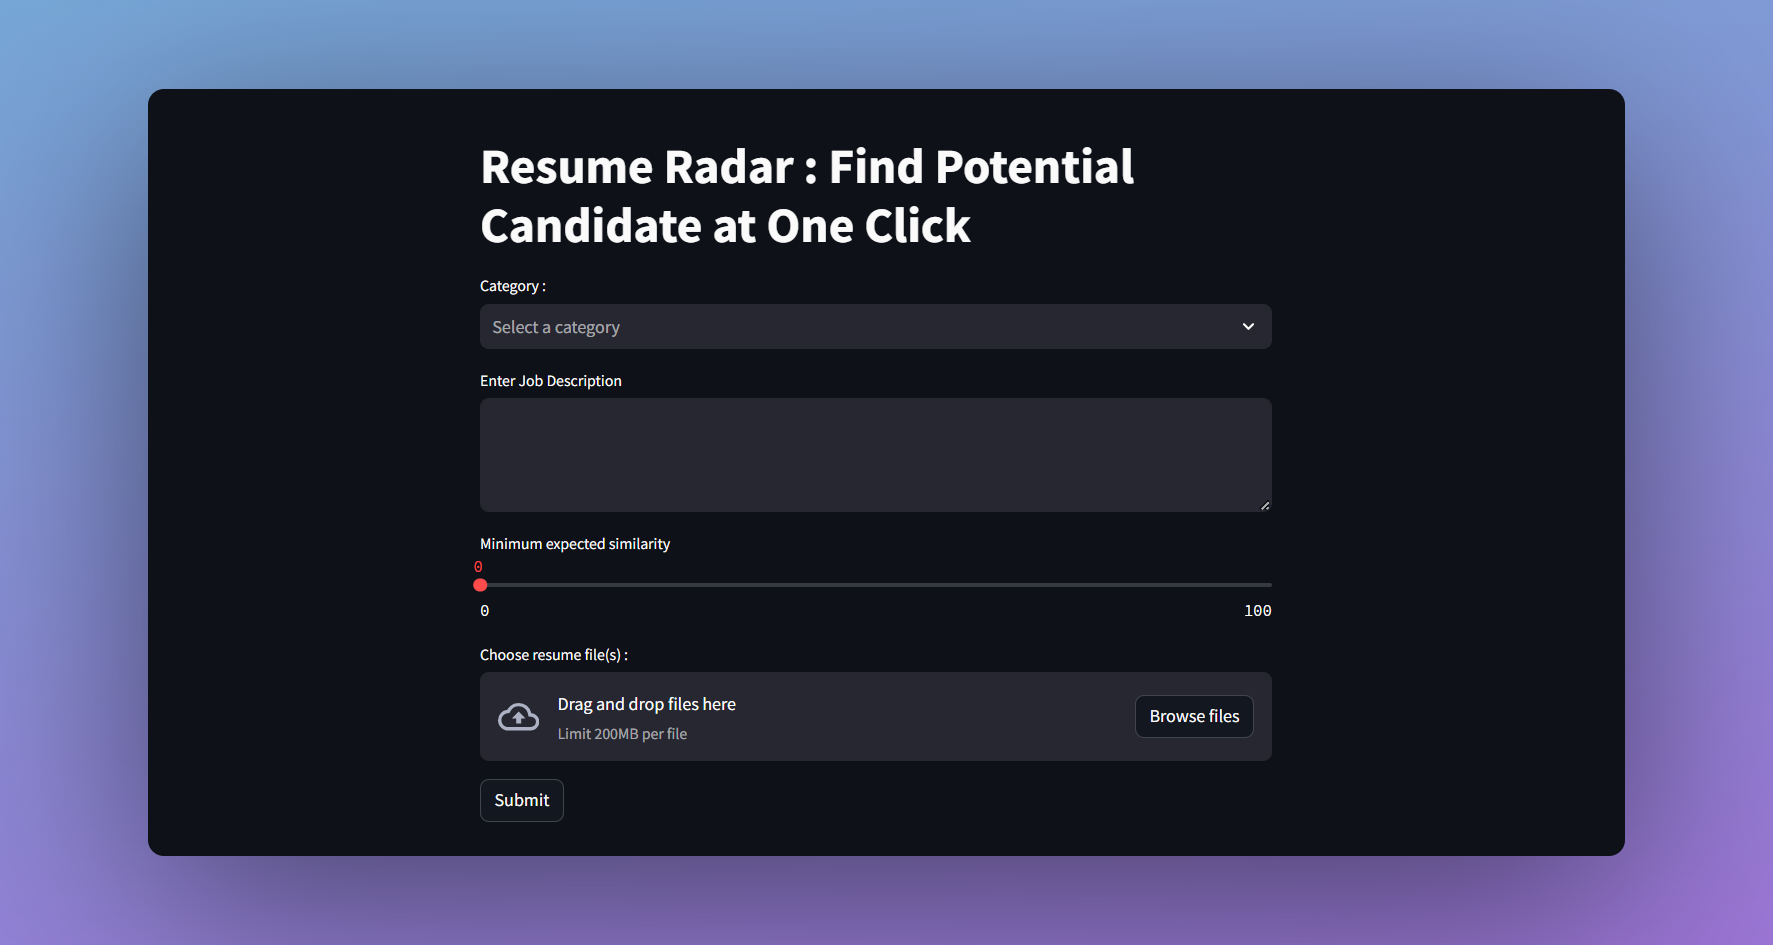 Resume Radar : Find Potential
Candidate at One Click
Category :
Select a category
Enter Job Description
Minimum expected similarity
0
0
100
Choose resume file(s) :
Drag and drop files here
Limit 200MB per file
Browse files
Submit